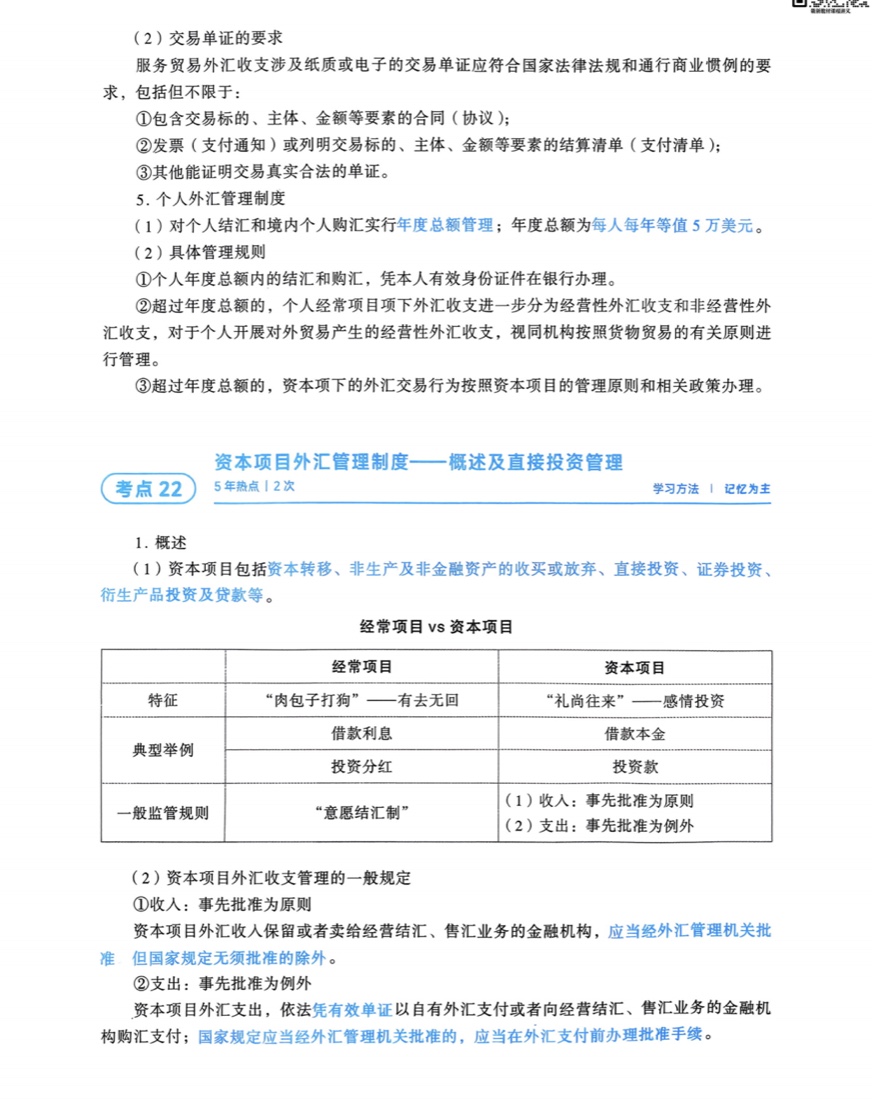 最新教材课程讲义
（2）交易单证的要求
服务贸易外汇收支涉及纸质或电子的交易单证应符合国家法律法规和通行商业惯例的要
求，包括但不限于：
①包含交易标的、主体、金额等要素的合同（协议）；
②发票（支付通知）或列明交易标的、主体、金额等要素的结算清单（支付清单）；
③其他能证明交易真实合法的单证。
5. 个人外汇管理制度
（1）对个人结汇和境内个人购汇实行年度总额管理；年度总额为每人每年等值 5 万美元。
（2）具体管理规则
①个人年度总额内的结汇和购汇，凭本人有效身份证件在银行办理。
②超过年度总额的，个人经常项目项下外汇收支进一步分为经营性外汇收支和非经营性外
汇收支，对于个人开展对外贸易产生的经营性外汇收支，视同机构按照货物贸易的有关原则进
行管理。
③超过年度总额的，资本项下的外汇交易行为按照资本项目的管理原则和相关政策办理。
考点 22
资本项目外汇管理制度——概述及直接投资管理
5 年热点 | 2 次
学习方法 | 记忆为主
1. 概述
（1）资本项目包括资本转移、非生产及非金融资产的收买或放弃、直接投资、证券投资、
衍生产品投资及贷款等。
经常项目 vs 资本项目
经常项目 资本项目
特征 “肉包子打狗”——有去无回 “礼尚往来”——感情投资
典型举例 借款利息 借款本金
投资分红 投资款
一般监管规则 “意愿结汇制” （1）收入：事先批准为原则
（2）支出：事先批准为例外
（2）资本项目外汇收支管理的一般规定
①收入：事先批准为原则
资本项目外汇收入保留或者卖给经营结汇、售汇业务的金融机构，应当经外汇管理机关批
准 但国家规定无须批准的除外。
②支出：事先批准为例外
资本项目外汇支出，依法凭有效单证以自有外汇支付或者向经营结汇、售汇业务的金融机
构购汇支付；国家规定应当经外汇管理机关批准的，应当在外汇支付前办理批准手续。